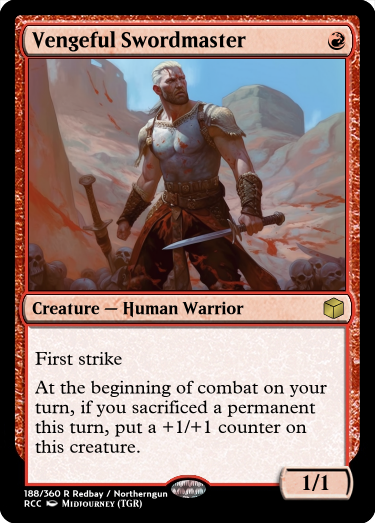 Vengeful Swordmaster
Creature — Human Warrior
First strike
At the beginning of combat on your
turn, if you sacrificed a permanent
this turn, put a +1/+1 counter on
this creature.
1/1
188/360 R Redbay / Northerngun
RCC ✒ Midjourney (TGR)